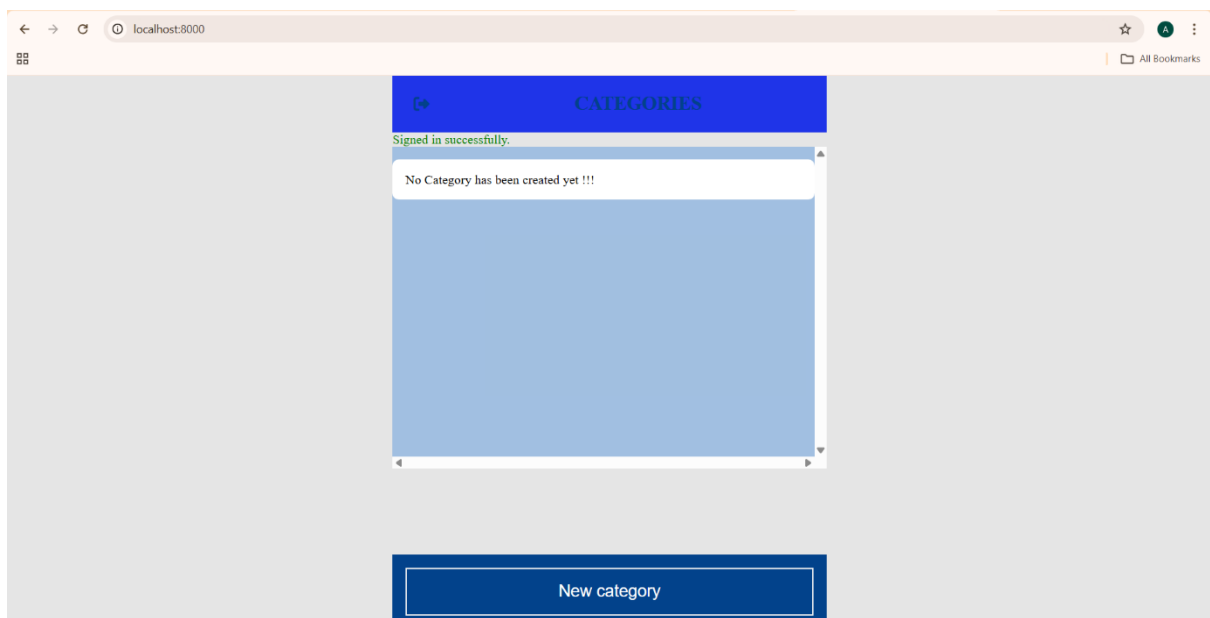 localhost:8000
A
All Bookmarks
CATEGORIES
Signed in successfully.
No Category has been created yet !!!
New category